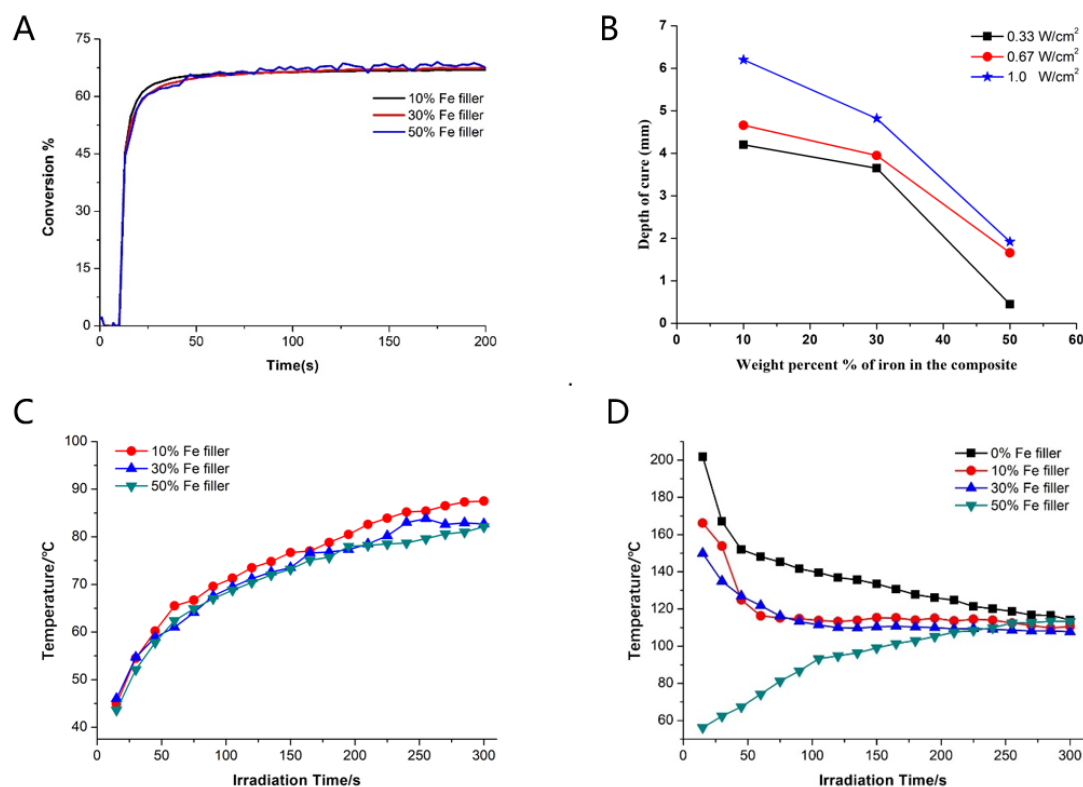 A
75
60
45
30
15
0
Conversion %
10% Fe filler
30% Fe filler
50% Fe filler
0 50 100 150 200
Time(s)
B
7
6
5
4
3
2
1
0
Depth of cure (mm)
0.33 W/cm²
0.67 W/cm²
1.0 W/cm²
0 10 20 30 40 50 60
Weight percent % of iron in the composite
C
100
90
80
70
60
50
40
Temperature/°C
10% Fe filler
30% Fe filler
50% Fe filler
0 50 100 150 200 250 300
Irradiation Time/s
D
200
180
160
140
120
100
80
60
Temperature/°C
0% Fe filler
10% Fe filler
30% Fe filler
50% Fe filler
0 50 100 150 200 250 300
Irradiation Time/s